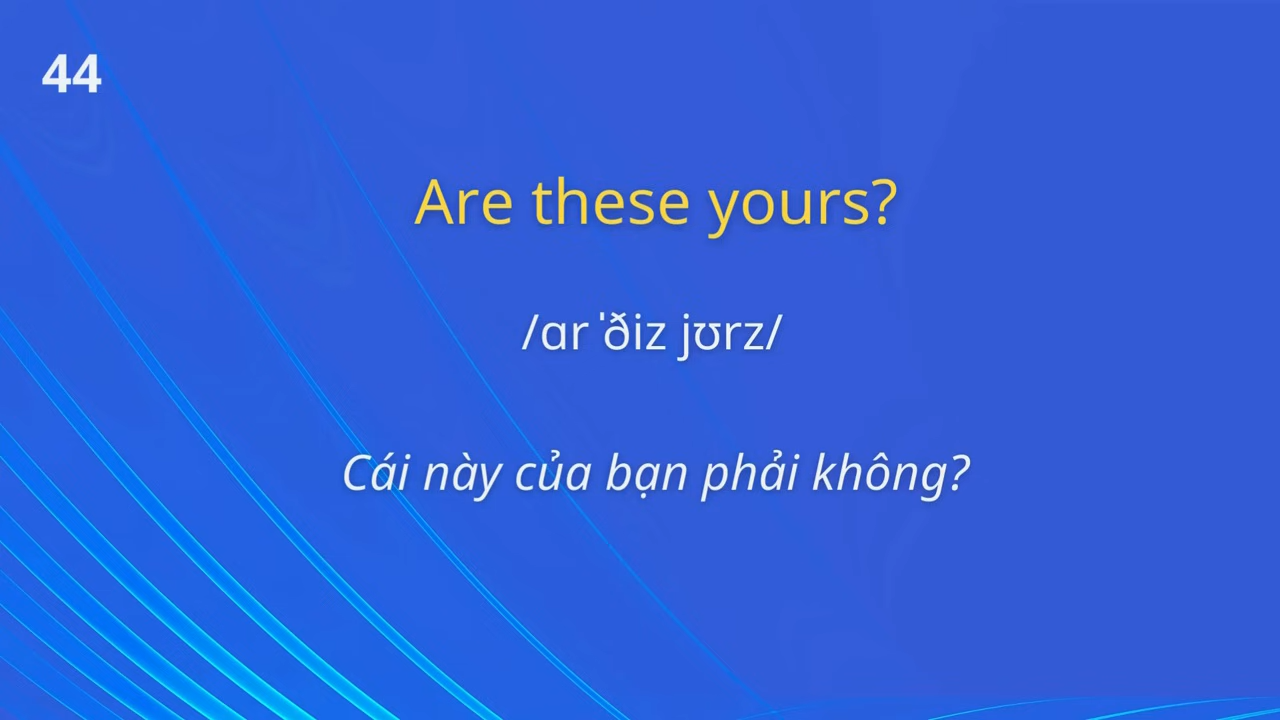 44
Are these yours?
/ɑr ˈðiz jʊrz/
Cái này của bạn phải không?